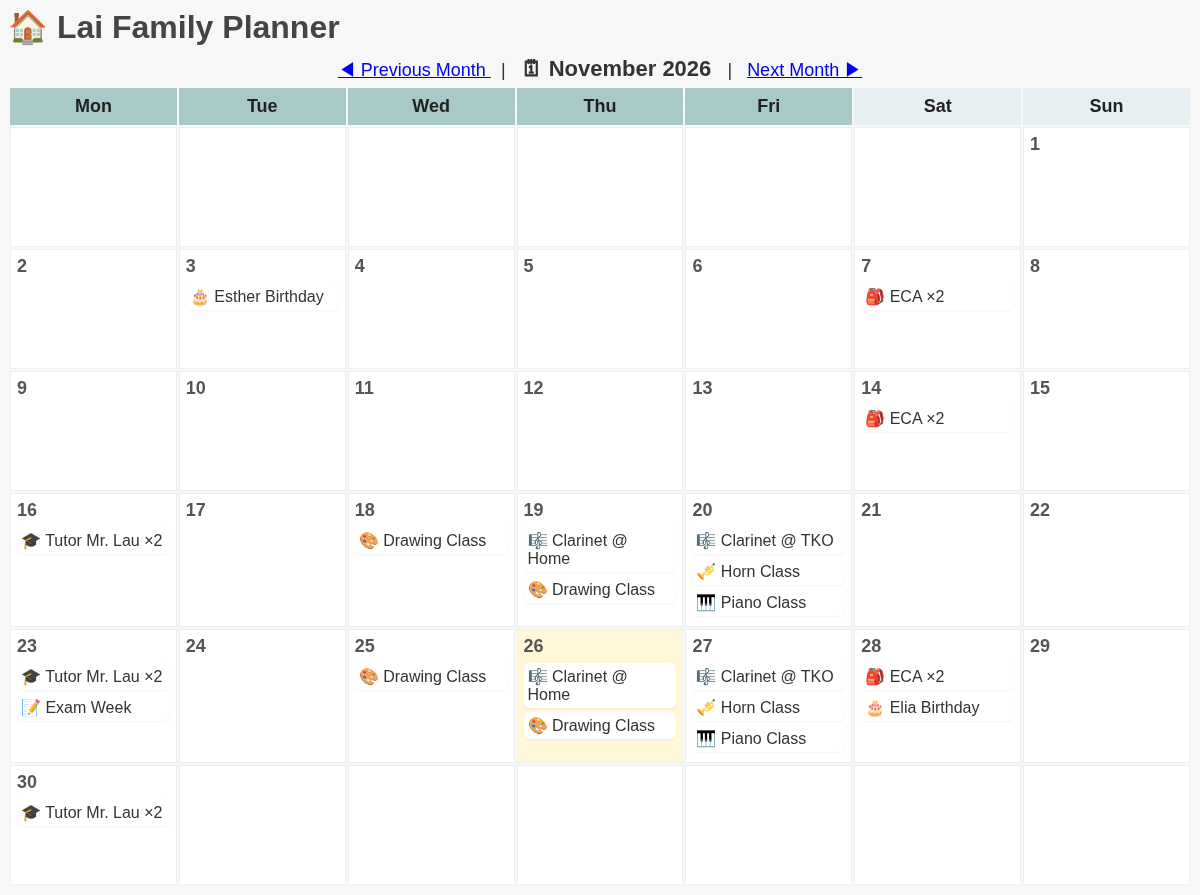 🏠 Lai Family Planner
◀ Previous Month | 🗓 November 2026 | Next Month ▶
Mon Tue Wed Thu Fri Sat Sun
1
2 3 4 5 6 7 8
🎂 Esther Birthday 🎒 ECA ×2
9 10 11 12 13 14 15
🎒 ECA ×2
16 17 18 19 20 21 22
🎓 Tutor Mr. Lau ×2 🎨 Drawing Class 🎼 Clarinet @ 🎼 Clarinet @ TKO
Home
🎺 Horn Class
🎨 Drawing Class
🎹 Piano Class
23 24 25 26 27 28 29
🎓 Tutor Mr. Lau ×2 🎨 Drawing Class 🎼 Clarinet @ 🎼 Clarinet @ TKO 🎒 ECA ×2
Home
📝 Exam Week 🎺 Horn Class 🎂 Elia Birthday
🎨 Drawing Class
🎹 Piano Class
30
🎓 Tutor Mr. Lau ×2